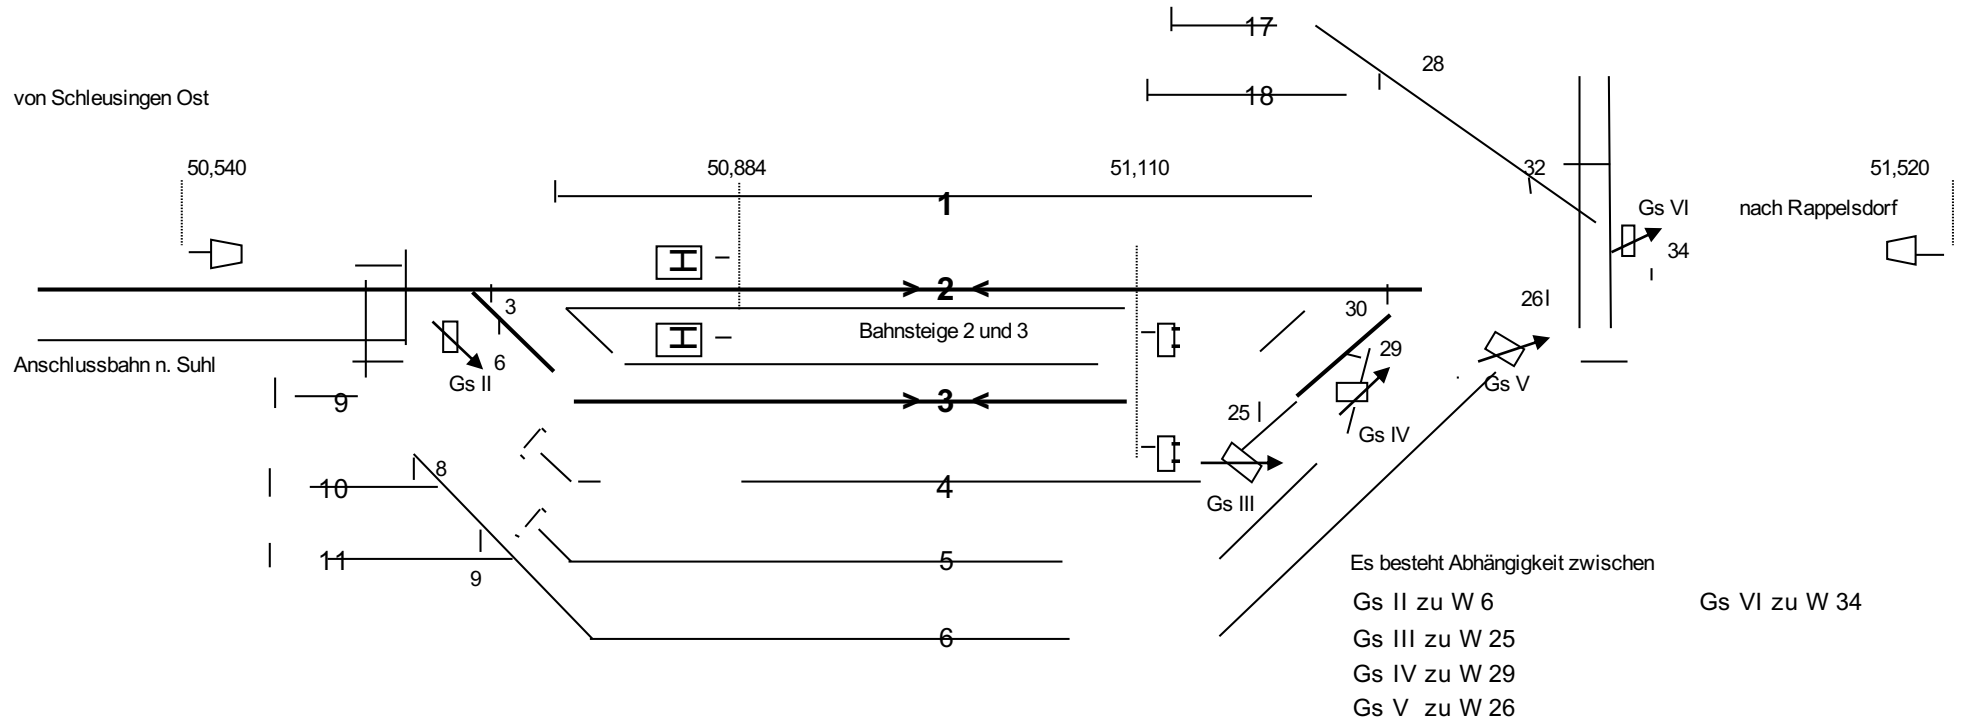 17
28
von Schleusingen Ost
18
50,540
50,884
51,110
32
51,520
1
Gs VI
nach Rappelsdorf
34
2
26
3
30
Bahnsteige 2 und 3
29
6
Anschlussbahn n. Suhl
Gs II
Gs V
9
3
25
Gs IV
8
10
4
Gs III
11
5
9
Es besteht Abhängigkeit zwischen
Gs II zu W 6
Gs VI zu W 34
6
Gs III zu W 25
Gs IV zu W 29
Gs V zu W 26